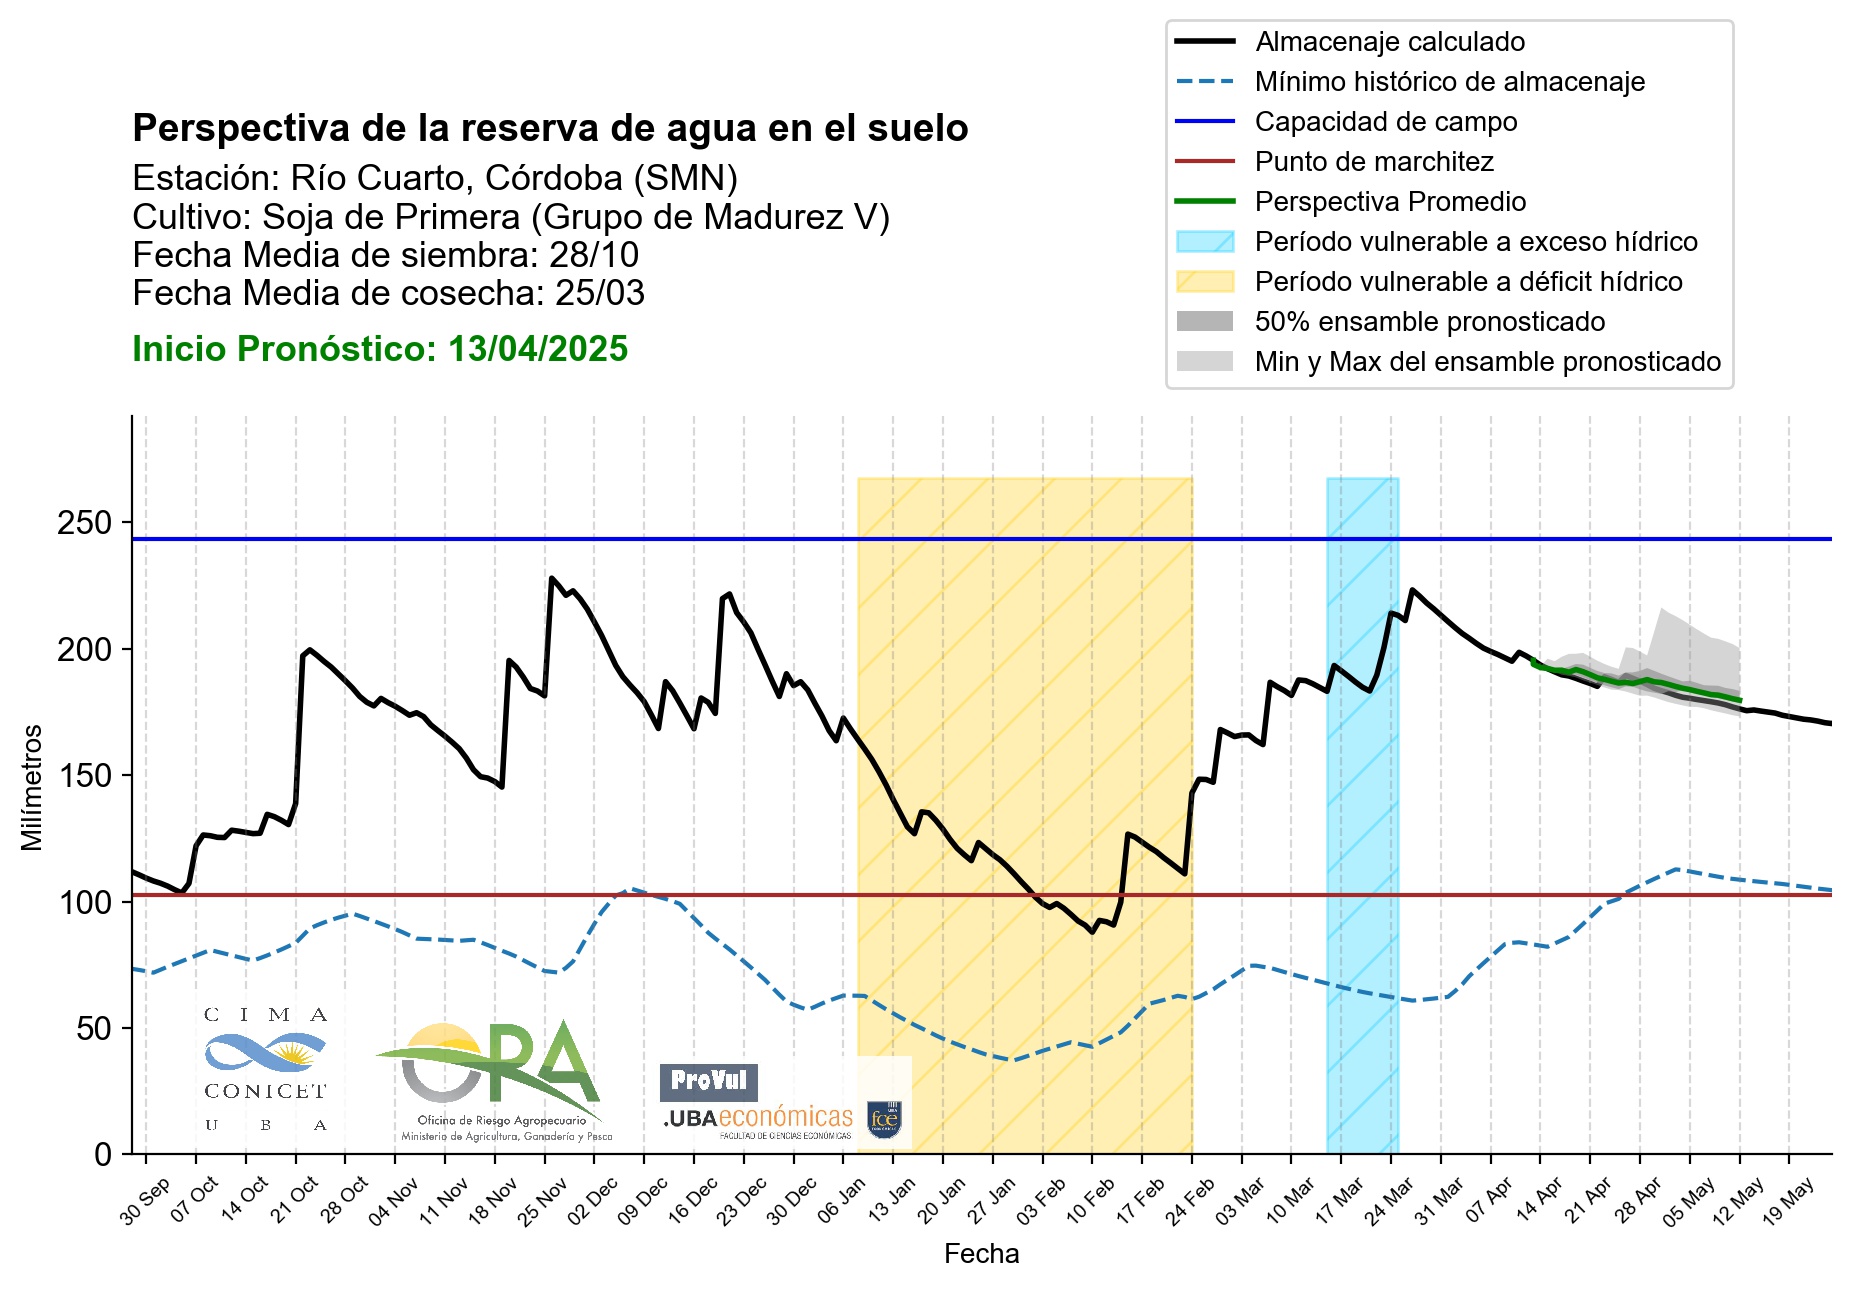 Almacenaje calculado
Mínimo histórico de almacenaje
Capacidad de campo
Punto de marchitez
Perspectiva Promedio
Período vulnerable a exceso hídrico
Período vulnerable a déficit hídrico
50% ensamble pronosticado
Min y Max del ensamble pronosticado
Perspectiva de la reserva de agua en el suelo
Estación: Río Cuarto, Córdoba (SMN)
Cultivo: Soja de Primera (Grupo de Madurez V)
Fecha Media de siembra: 28/10
Fecha Media de cosecha: 25/03
Inicio Pronóstico: 13/04/2025
Milímetros
250
200
150
100
50
0
C I M A
CONICET
U B A
ORA
Oficina de Riesgo Agropecuario
Ministerio de Agricultura, Ganadería y Pesca
ProVul
.UBAeconómicas
FACULTAD DE CIENCIAS ECONÓMICAS
UBA
fce
ECONÓMICAS
30 Sep
07 Oct
14 Oct
21 Oct
28 Oct
04 Nov
11 Nov
18 Nov
25 Nov
02 Dec
09 Dec
16 Dec
23 Dec
30 Dec
06 Jan
13 Jan
20 Jan
27 Jan
03 Feb
10 Feb
17 Feb
24 Feb
03 Mar
10 Mar
17 Mar
24 Mar
31 Mar
07 Apr
14 Apr
21 Apr
28 Apr
05 May
12 May
19 May
Fecha